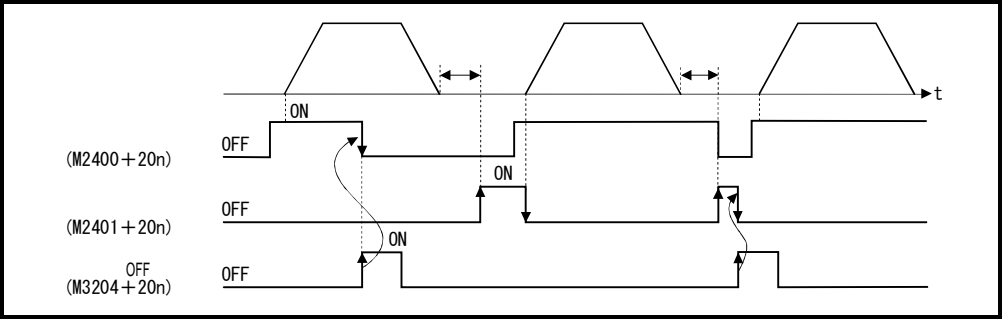 t
ON
OFF
(M2400+20n)
ON
OFF
(M2401+20n)
ON
OFF
OFF
(M3204+20n)